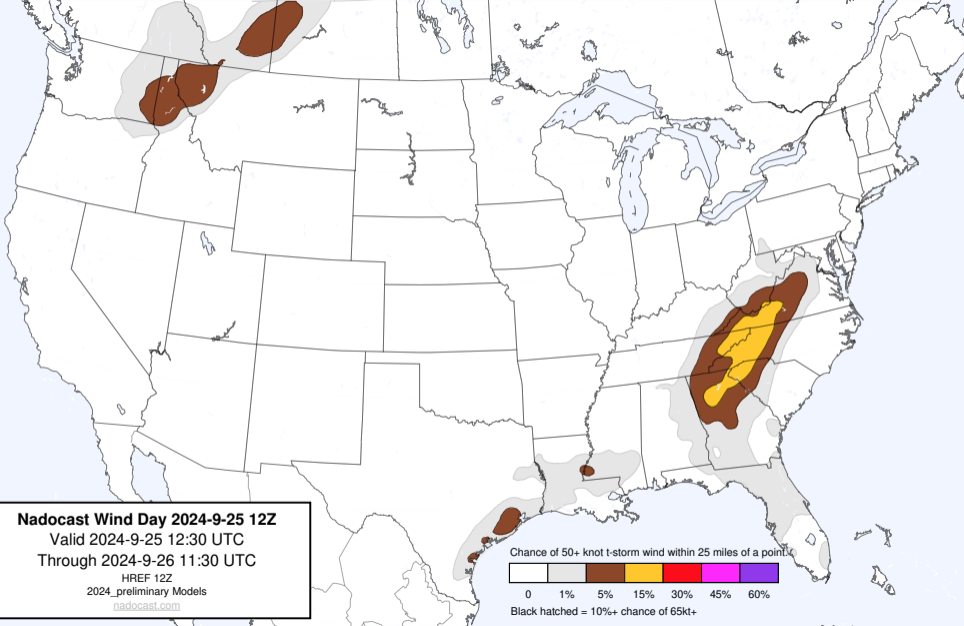 Nadocast Wind Day 2024-9-25 12Z
Valid 2024-9-25 12:30 UTC
Through 2024-9-26 11:30 UTC
HREF 12Z
2024_preliminary Models
nadocast.com
Chance of 50+ knot t-storm wind within 25 miles of a point.
0 1% 5% 15% 30% 45% 60%
Black hatched = 10%+ chance of 65kt+